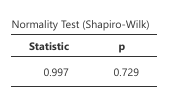 Normality Test (Shapiro-Wilk)
Statistic p
0.997 0.729